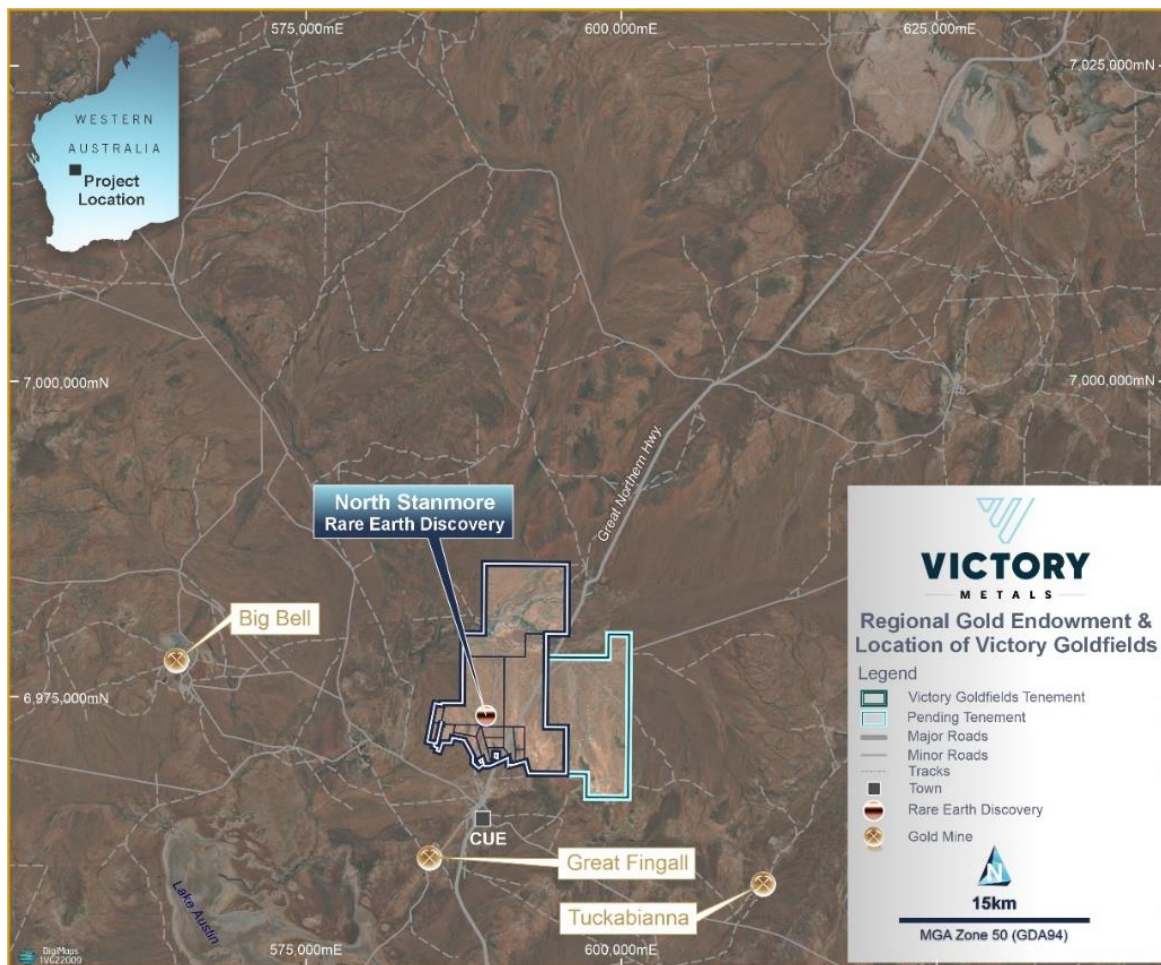 575,000mE
600,000mE
625,000mE
7,025,000mN
WESTERN
AUSTRALIA
Project
Location
7,000,000mN
7,000,000mN
Great Northern Hwy
North Stanmore
Rare Earth Discovery
Big Bell
6,975,000mN
CUE
Great Fingall
Tuckabianna
Lake Austin
575,000mE
600,000mE
DigiMaps
1VG22009
VICTORY
METALS
Regional Gold Endowment &
Location of Victory Goldfields
Legend
Victory Goldfields Tenement
Pending Tenement
Major Roads
Minor Roads
Tracks
Town
Rare Earth Discovery
Gold Mine
N
15km
MGA Zone 50 (GDA94)